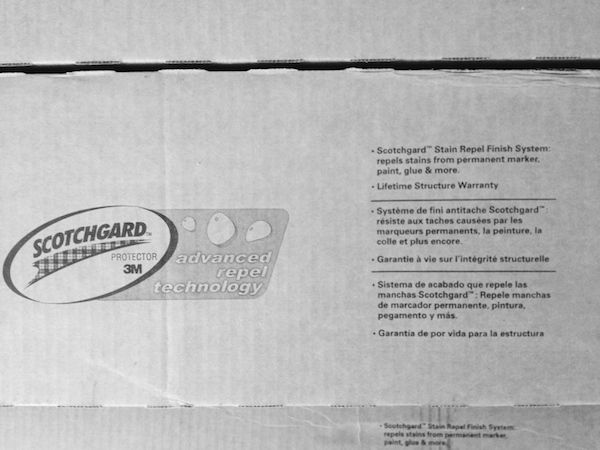 SCOTCHGARD™
PROTECTOR
3M
advanced
repel
technology
• Scotchgard™ Stain Repel Finish System:
repels stains from permanent marker,
paint, glue & more.
• Lifetime Structure Warranty
• Système de fini antitache Scotchgard™:
résiste aux taches causées par les
marqueurs permanents, la peinture, la
colle et plus encore.
• Garantie à vie sur l'intégrité structurelle
• Sistema de acabado que repele las
manchas Scotchgard™: Repele manchas
de marcador permanente, pintura,
pegamento y más.
• Garantía de por vida para la estructura
• Scotchgard™ Stain Repel Finish System:
repels stains from permanent marker,
paint, glue & more.